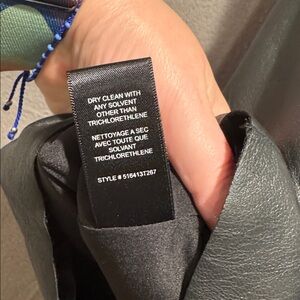 DRY CLEAN WITH
ANY SOLVENT
OTHER THAN
TRICHLORETHLENE
NETTOYAGE A SEC
AVEC TOUTE QUE
SOLVANT
TRICHLORETHLENE
STYLE # 516413T267